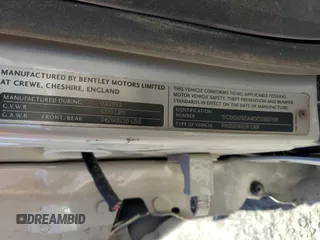 MANUFACTURED BY BENTLEY MOTORS LIMITED
AT CREWE, CHESHIRE, ENGLAND
MANUFACTURED DURING:
G.V.W.R.
G.A.W.R. FRONT/REAR:
THIS VEHICLE CONFORMS TO ALL APPLICABLE FEDERAL
MOTOR VEHICLE SAFETY, THEFT PREVENTION AND BUMPER
STANDARDS IN EFFECT ON THE DATE OF MANUFACTURE SHOWN ABOVE
IDENTIFICATION
NUMBER
TYPE OF VEHICLE
PASSENGER CAR
DREAMBID